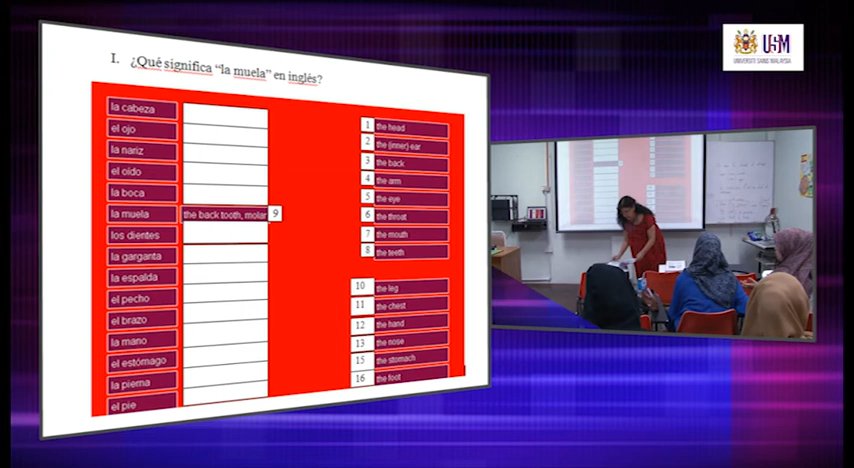 I. ¿Qué significa “la muela” en inglés?
la cabeza
el ojo
la nariz
el oído
la boca
la muela
los dientes
la garganta
la espalda
el pecho
el brazo
la mano
el estómago
la pierna
el pie
the back tooth, molar 9
1 the head
2 the (inner) ear
3 the back
4 the arm
5 the eye
6 the throat
7 the mouth
8 the teeth
10 the leg
11 the chest
12 the hand
13 the nose
15 the stomach
16 the foot
USM
UNIVERSITI SAINS MALAYSIA